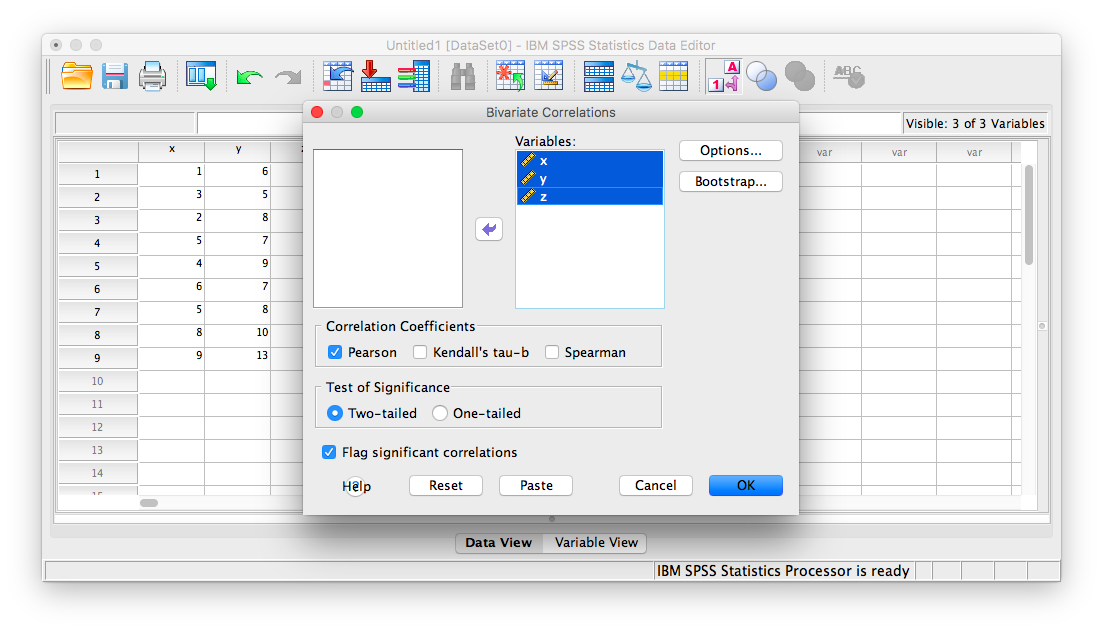 Untitled1 [DataSet0] - IBM SPSS Statistics Data Editor
A
1
ABC
Bivariate Correlations
Visible: 3 of 3 Variables
Variables:
x y var var var
x
y
z
Options...
Bootstrap...
1 1 6
2 3 5
3 2 8
4 5 7
5 4 9
6 6 7
7 5 8
8 8 10
9 9 13
10
11
12
13
14
Correlation Coefficients
Pearson Kendall's tau-b Spearman
Test of Significance
Two-tailed One-tailed
Flag significant correlations
Help Reset Paste Cancel OK
Data View Variable View
IBM SPSS Statistics Processor is ready